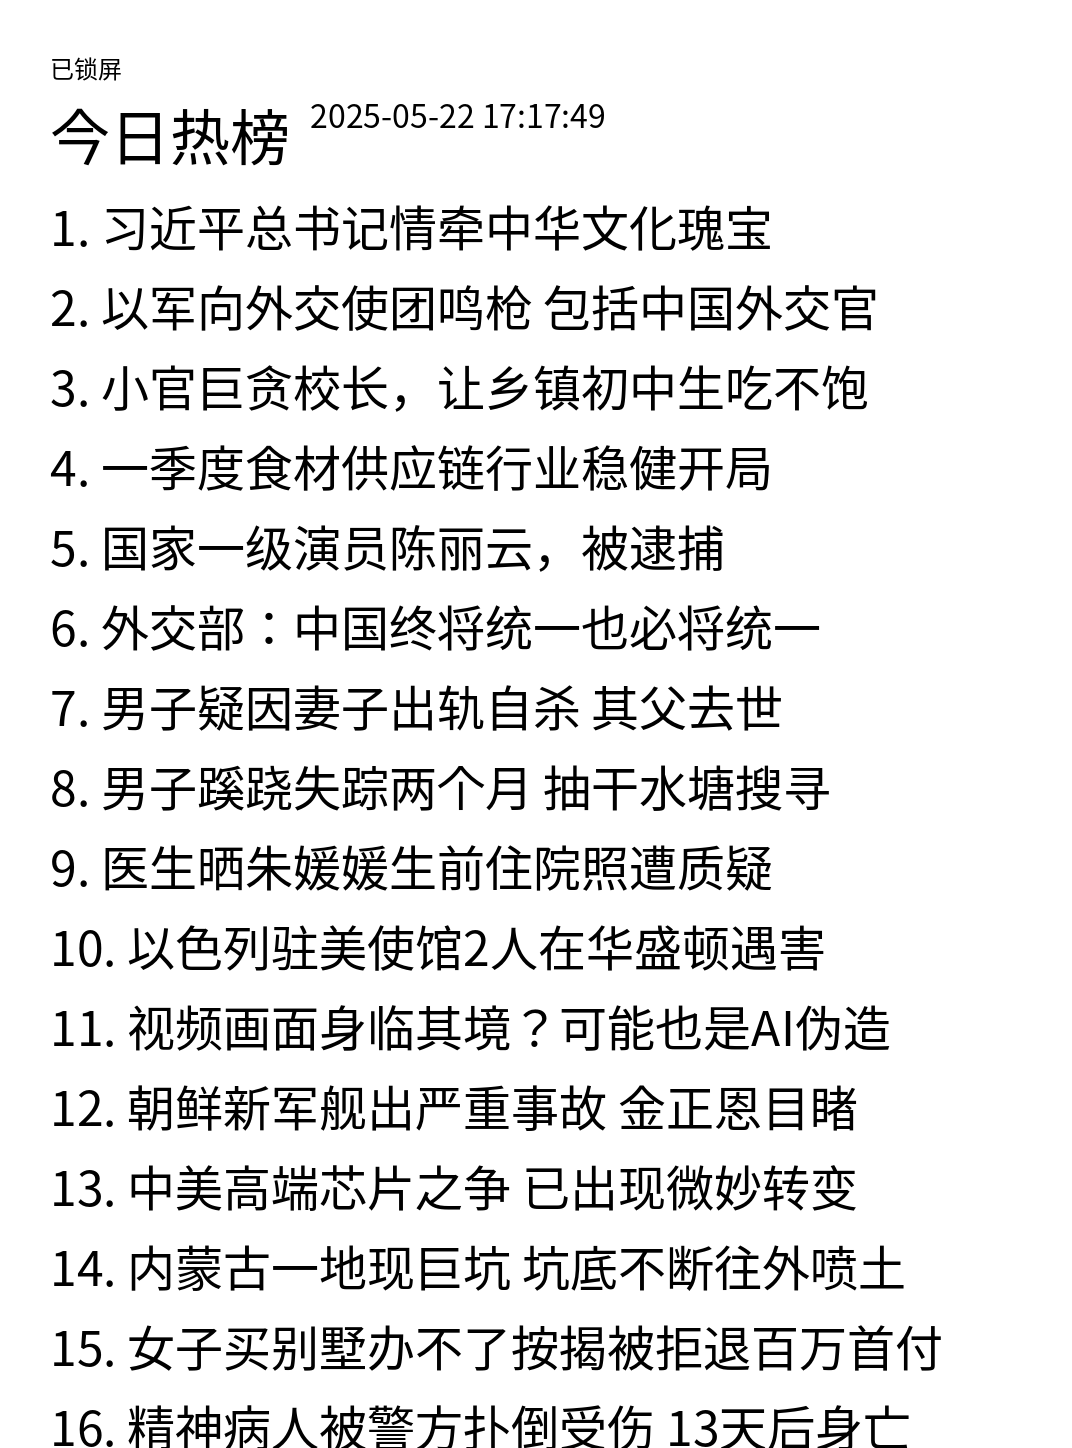 已锁屏
今日热榜 2025-05-22 17:17:49
1. 习近平总书记情牵中华文化瑰宝
2. 以军向外交使团鸣枪 包括中国外交官
3. 小官巨贪校长，让乡镇初中生吃不饱
4. 一季度食材供应链行业稳健开局
5. 国家一级演员陈丽云，被逮捕
6. 外交部：中国终将统一也必将统一
7. 男子疑因妻子出轨自杀 其父去世
8. 男子蹊跷失踪两个月 抽干水塘搜寻
9. 医生晒朱媛媛生前住院照遭质疑
10. 以色列驻美使馆2人在华盛顿遇害
11. 视频画面身临其境？可能也是AI伪造
12. 朝鲜新军舰出严重事故 金正恩目睹
13. 中美高端芯片之争 已出现微妙转变
14. 内蒙古一地现巨坑 坑底不断往外喷土
15. 女子买别墅办不了按揭被拒退百万首付
16. 精神病人被警方扑倒受伤 13天后身亡